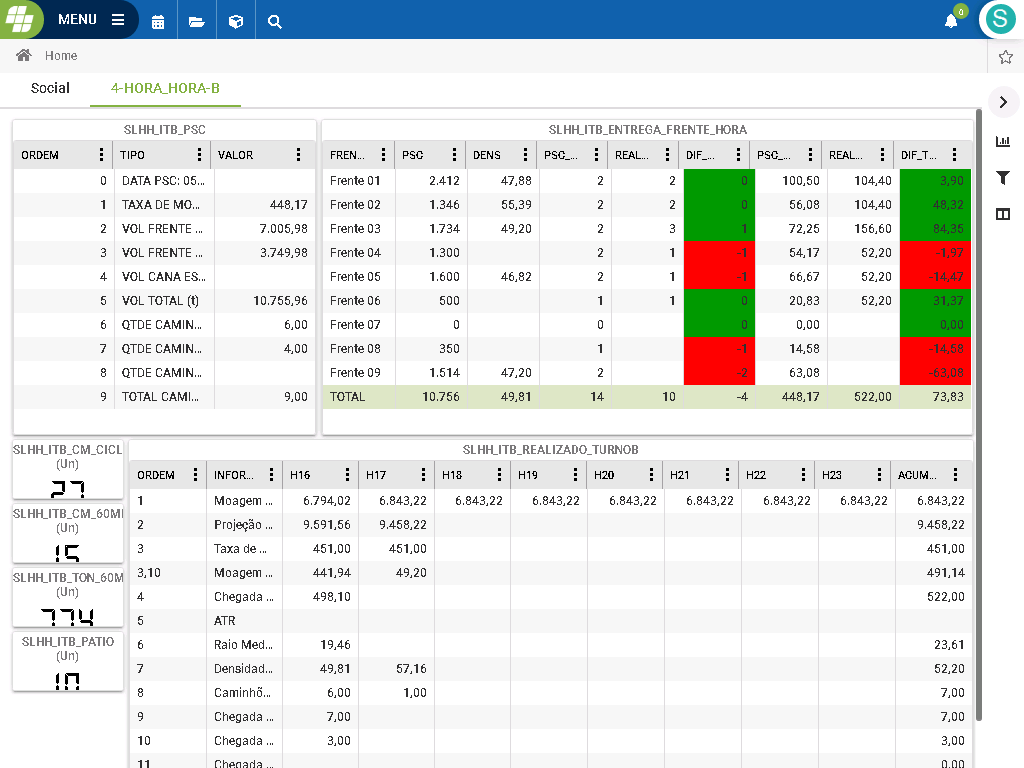 MENU
0
S
Home
Social 4-HORA_HORA-B
SLHH_ITB_PSC
ORDEM TIPO VALOR
0 DATA PSC: 05...
1 TAXA DE MO... 448,17
2 VOL FRENTE ... 7.005,98
3 VOL FRENTE ... 3.749,98
4 VOL CANA ES...
5 VOL TOTAL (t) 10.755,96
6 QTDE CAMIN... 6,00
7 QTDE CAMIN... 4,00
8 QTDE CAMIN...
9 TOTAL CAMI... 9,00
SLHH_ITB_ENTREGA_FRENTE_HORA
FREN... PSC DENS PSC_... REAL... DIF_... PSC_... REAL... DIF_T...
Frente 01 2.412 47,88 2 2 0 100,50 104,40 3,90
Frente 02 1.346 55,39 2 2 0 56,08 104,40 48,32
Frente 03 1.734 49,20 2 3 1 72,25 156,60 84,35
Frente 04 1.300 2 1 -1 54,17 52,20 -1,97
Frente 05 1.600 46,82 2 1 -1 66,67 52,20 -14,47
Frente 06 500 1 1 0 20,83 52,20 31,37
Frente 07 0 0 0 0,00 0,00
Frente 08 350 1 -1 14,58 -14,58
Frente 09 1.514 47,20 2 -2 63,08 -63,08
TOTAL 10.756 49,81 14 10 -4 448,17 522,00 73,83
SLHH_ITB_CM_CICL
(Un)
27
SLHH_ITB_CM_60MI
(Un)
15
SLHH_ITB_TON_60M
(Un)
774
SLHH_ITB_PATIO
(Un)
10
SLHH_ITB_REALIZADO_TURNOB
ORDEM INFOR... H16 H17 H18 H19 H20 H21 H22 H23 ACUM...
1 Moagem ... 6.794,02 6.843,22 6.843,22 6.843,22 6.843,22 6.843,22 6.843,22 6.843,22 6.843,22
2 Projeção ... 9.591,56 9.458,22 9.458,22
3 Taxa de ... 451,00 451,00 451,00
3,10 Moagem ... 441,94 49,20 491,14
4 Chegada ... 498,10 522,00
5 ATR
6 Raio Med... 19,46 23,61
7 Densidad... 49,81 57,16 52,20
8 Caminhõ... 6,00 1,00 7,00
9 Chegada ... 7,00 7,00
10 Chegada ... 3,00 3,00
11 Chegada ... 0,00